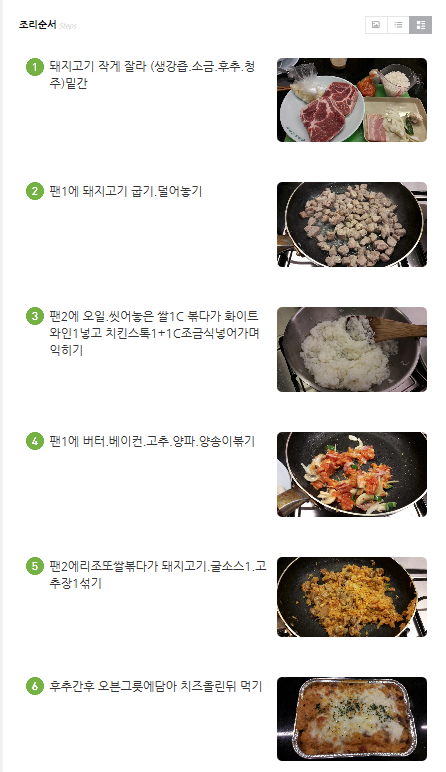 조리순서 Steps
1 돼지고기 작게 잘라 (생강즙.소금.후추.청
주)밑간
2 팬1에 돼지고기 굽기.덜어놓기
3 팬2에 오일.씻어놓은 쌀1C 볶다가 화이트
와인1넣고 치킨스톡1+1C조금식넣어가며
익히기
4 팬1에 버터.베이컨.고추.양파.양송이볶기
5 팬2에리조또쌀볶다가 돼지고기.굴소스1.고
추장1섞기
6 후추간후 오븐그릇에담아 치즈올린뒤 먹기